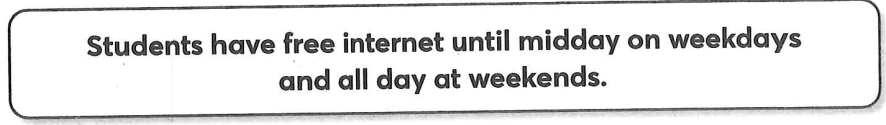 Students have free internet until midday on weekdays
and all day at weekends.